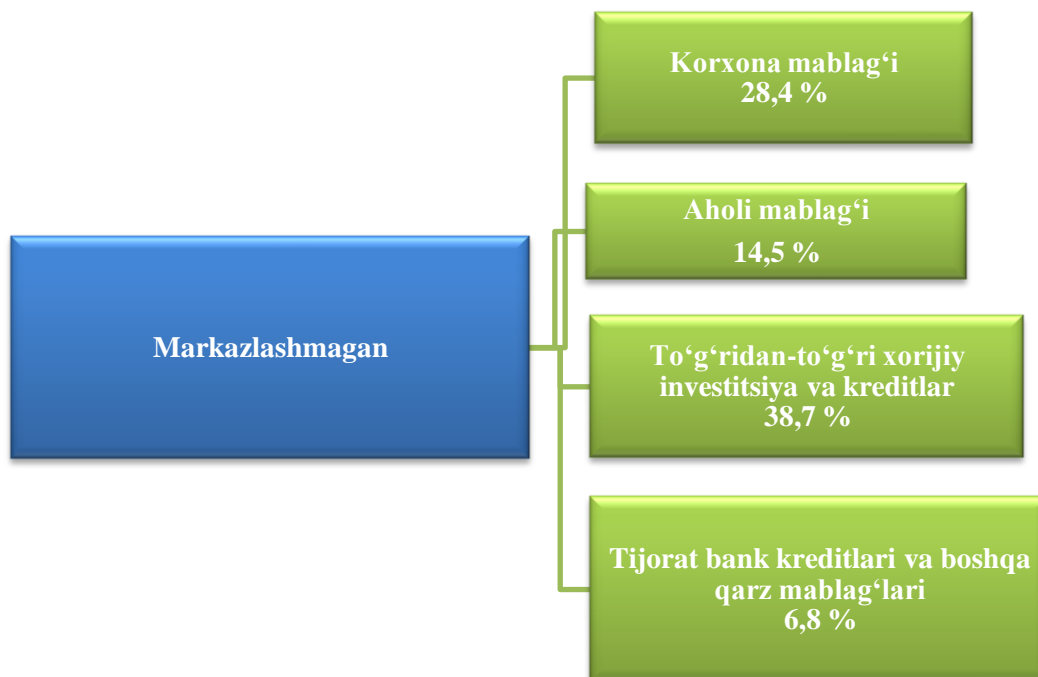 Korxona mablag‘i
28,4 %
Aholi mablag‘i
14,5 %
Markazlashmagan
To‘g‘ridan-to‘g‘ri xorijiy
investitsiya va kreditlar
38,7 %
Tijorat bank kreditlari va boshqa
qarz mablag‘lari
6,8 %